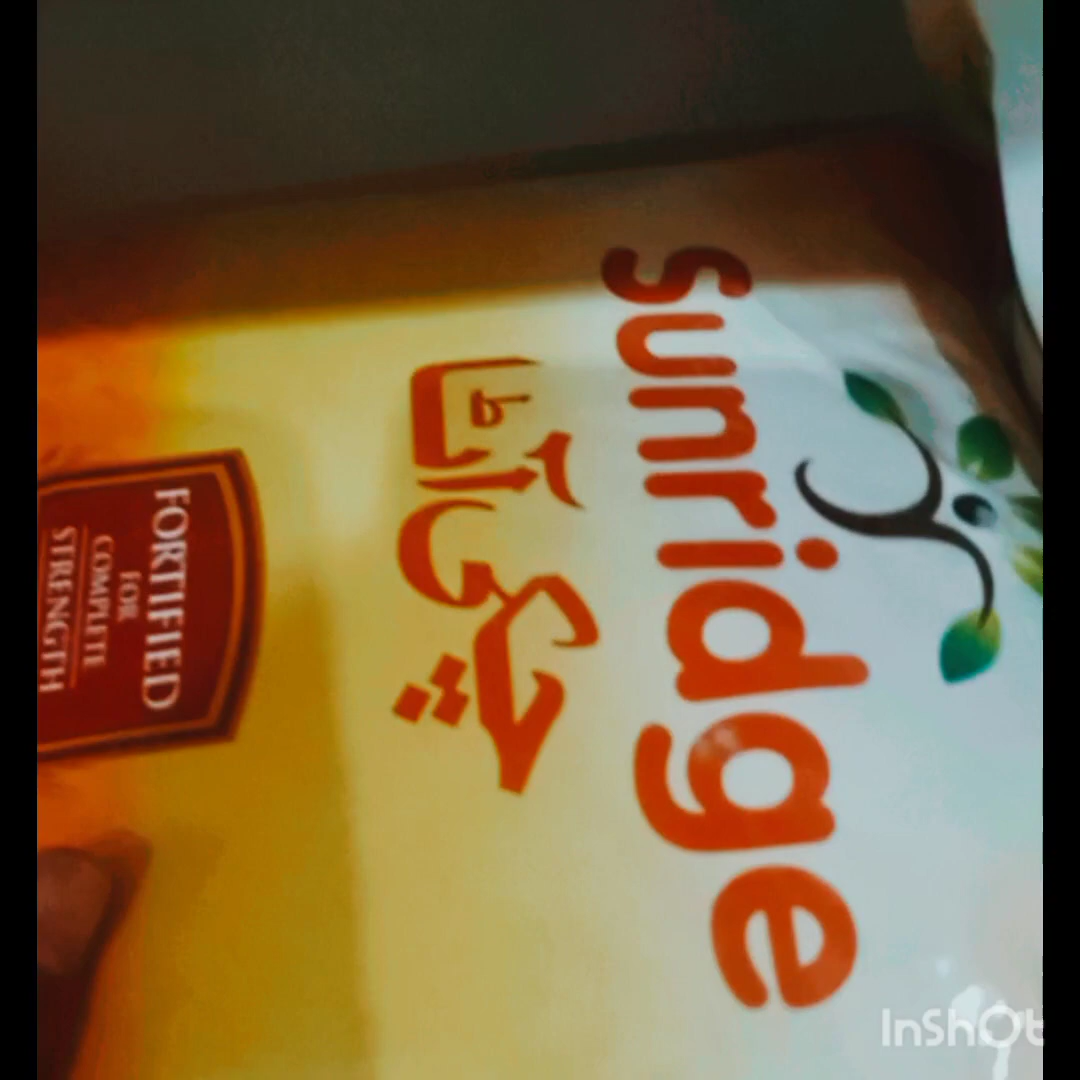 Sunridge
چکی آٹا
FORTIFIED
FOR
COMPLETE
STRENGTH
InShOt